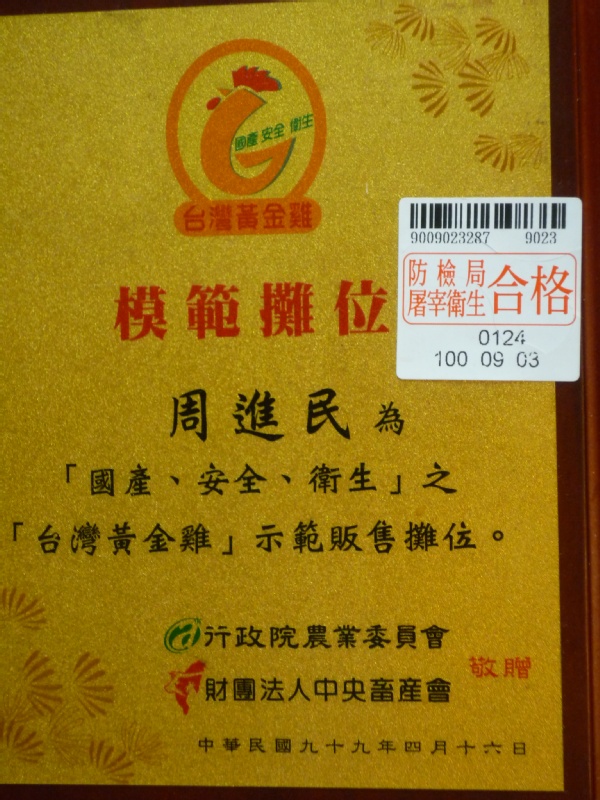 國產 安全 衛生
台灣黃金雞
9009023287 9023
防檢局
屠宰衛生
合格
0124
100 09 03
模範攤位
周進民為
「國產、安全、衛生」之
「台灣黃金雞」示範販售攤位。
行政院農業委員會
財團法人中央畜產會
敬贈
中華民國九十九年四月十六日